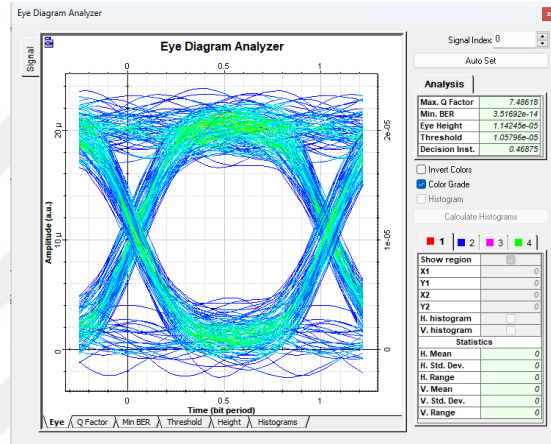 Eye Diagram Analyzer
x
Signal
Eye Diagram Analyzer
0 0.5 1
20 μ
10 μ
0
Amplitude (a.u.)
2e-05
1e-05
0
0 0.5 1
Time (bit period)
Eye Q Factor Min BER Threshold Height Histograms
Signal Index 0
Auto Set
Analysis
Max. Q Factor 7.48618
Min. BER 3.51692e-14
Eye Height 1.14245e-05
Threshold 1.05796e-05
Decision Inst. 0.46875
Invert Colors
Color Grade
Histogram
Calculate Histograms
1 2 3 4
Show region
X1 0
Y1 0
X2 0
Y2 0
H. histogram
V. histogram
Statistics
H. Mean 0
H. Std. Dev. 0
H. Range 0
V. Mean 0
V. Std. Dev. 0
V. Range 0